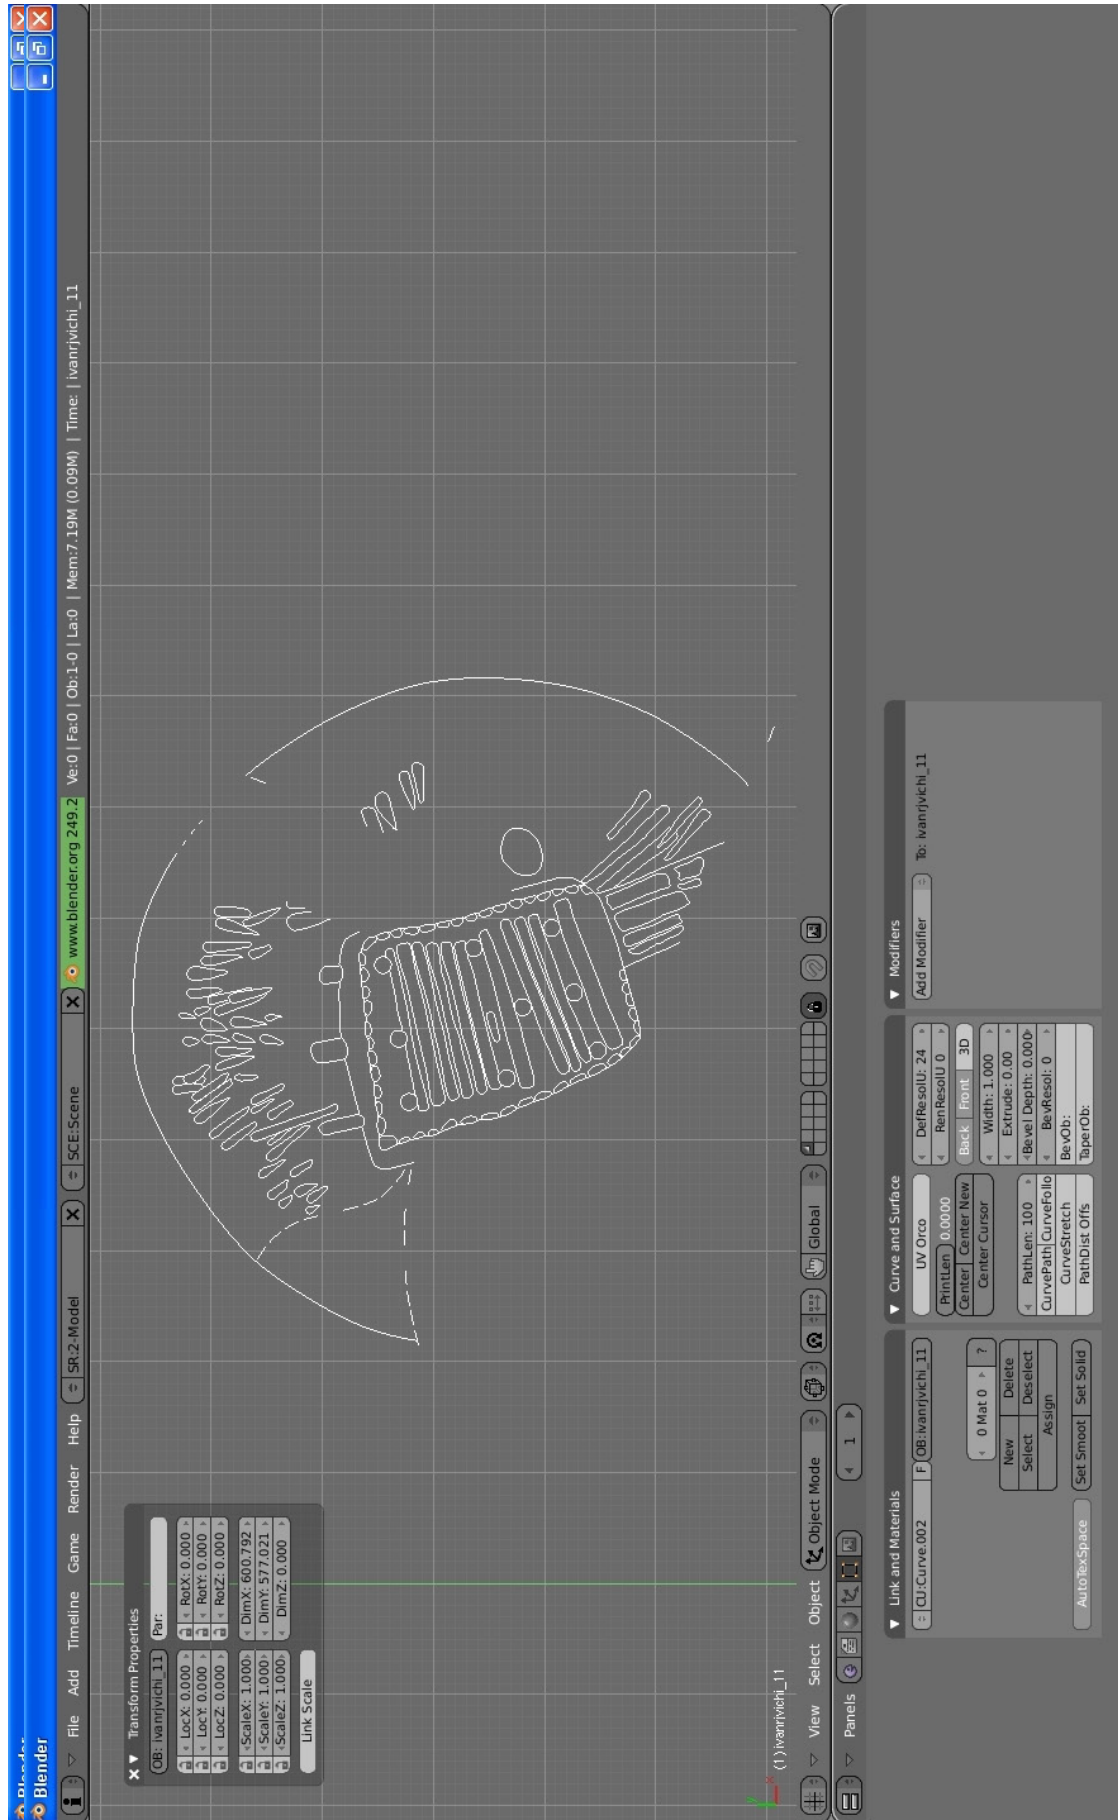 Blender
Blender
File Add Timeline Game Render Help SR:2-Model SCE:Scene www.blender.org 249.2 Ve:0 | Fa:0 | Ob:1-0 | La:0 | Mem:7.19M (0.09M) | Time: | ivanrjvichi_11
Transform Properties
OB: ivanrjvichi_11 Par:
LocX: 0.000 RotX: 0.000
LocY: 0.000 RotY: 0.000
LocZ: 0.000 RotZ: 0.000
ScaleX: 1.000 DimX: 600.792
ScaleY: 1.000 DimY: 577.021
ScaleZ: 1.000 DimZ: 0.000
Link Scale
(1) ivanrjvichi_11
View Select Object Object Mode Global
Panels 1
Link and Materials
CU:Curve.002 F OB:ivanrjvichi_11
0 Mat 0 ?
New Delete
Select Deselect
Assign
AutoTexSpace Set Smoot Set Solid
Curve and Surface
UV Orco
PrintLen 0.0000
Center Center New
Center Cursor
PathLen: 100
CurvePath CurveFollo
CurveStretch
PathDist Offs
DefResolU: 24
RenResolU 0
Back Front 3D
Width: 1.000
Extrude: 0.00
Bevel Depth: 0.000
BevResol: 0
BevOb:
TaperOb:
Modifiers
Add Modifier To: ivanrjvichi_11